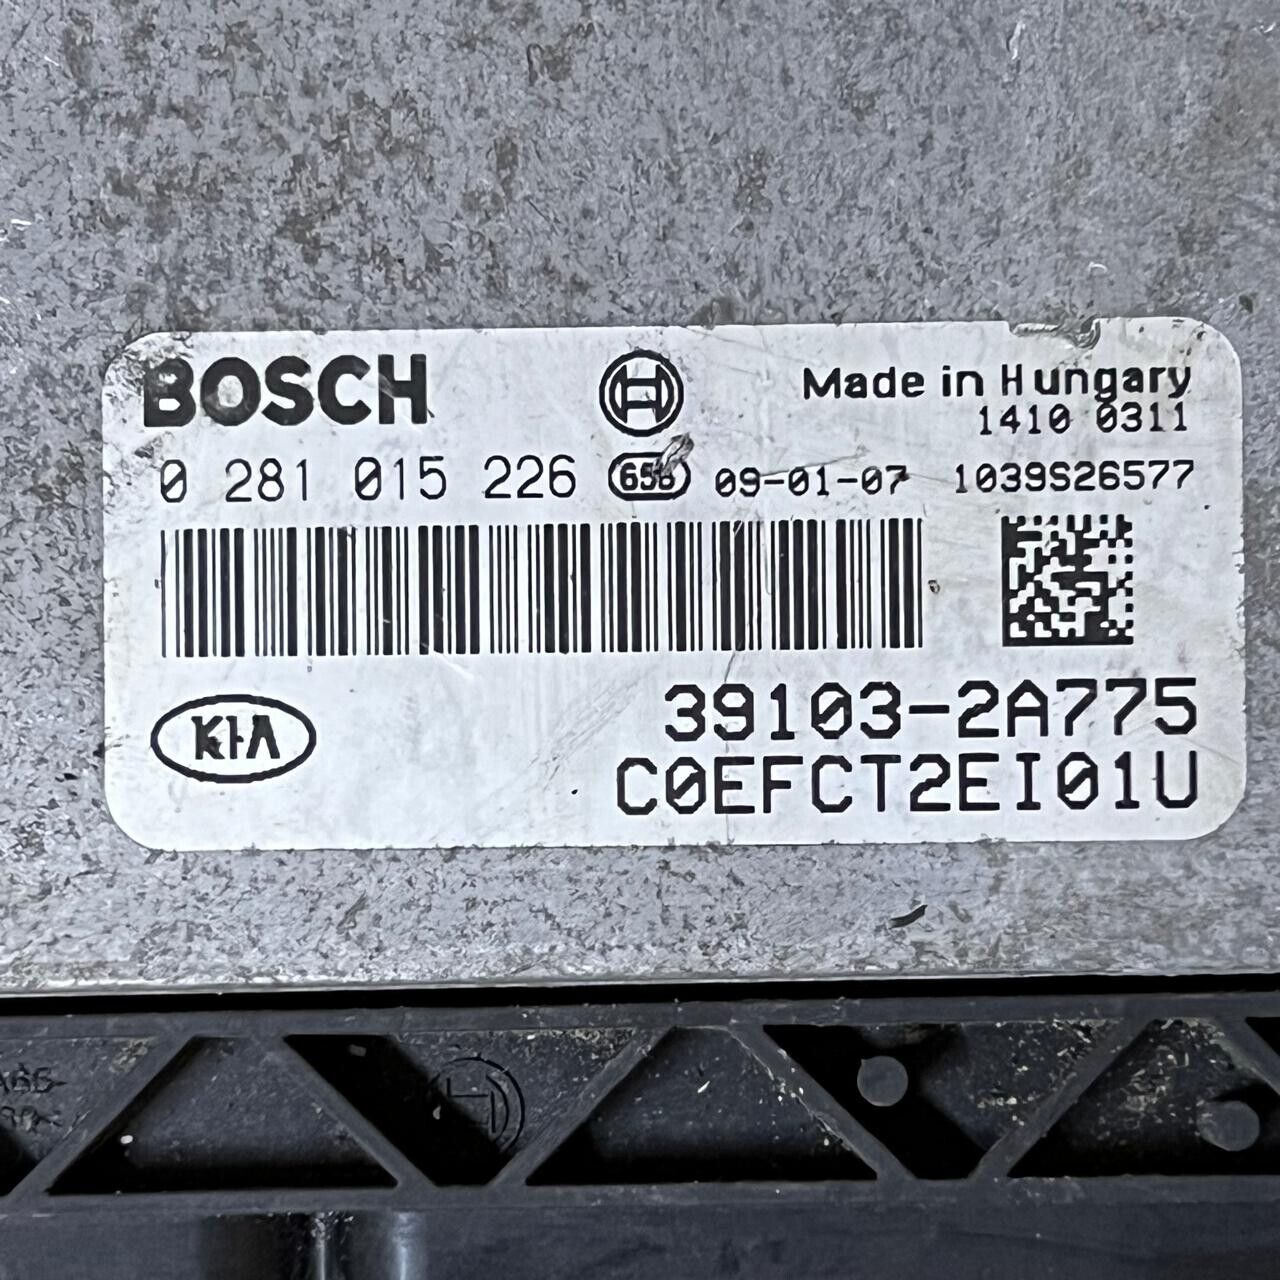 BOSCH
Made in Hungary
1410 0311
0 281 015 226 09-01-07 1039S26577
KIA
39103-2A775
C0EFCT2EI01U